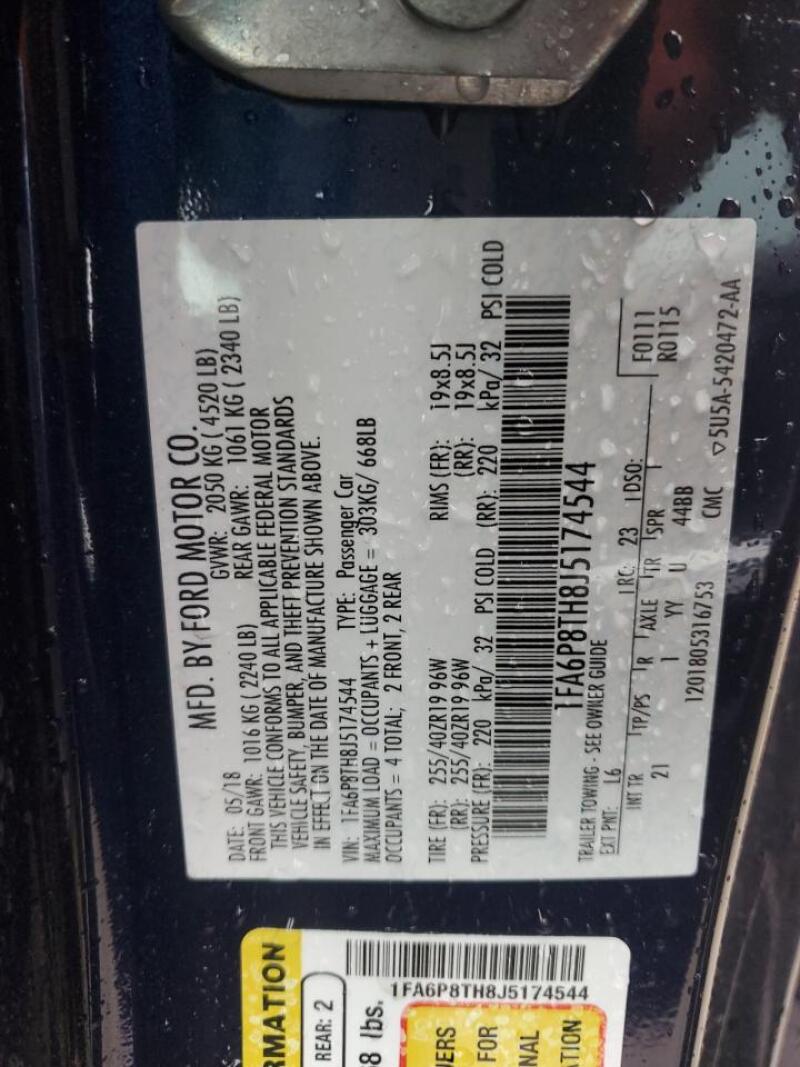 MFD. BY FORD MOTOR CO.
DATE: 05/18 GVWR: 2050 KG ( 4520 LB)
FRONT GAWR: 1016 KG ( 2240 LB) REAR GAWR: 1061 KG ( 2340 LB)
THIS VEHICLE CONFORMS TO ALL APPLICABLE FEDERAL MOTOR
VEHICLE SAFETY, BUMPER, AND THEFT PREVENTION STANDARDS
IN EFFECT ON THE DATE OF MANUFACTURE SHOWN ABOVE.
VIN: 1FA6P8TH8J5174544 TYPE: Passenger Car
MAXIMUM LOAD = OCCUPANTS + LUGGAGE = 303KG/ 668LB
OCCUPANTS = 4 TOTAL; 2 FRONT, 2 REAR
TIRE (FR): 255/40ZR19 96W RIMS (FR): 19x8.5J
(RR): 255/40ZR19 96W (RR): 19x8.5J
PRESSURE (FR): 220 kPa/ 32 PSI COLD (RR): 220 kPa/ 32 PSI COLD
1FA6P8TH8J5174544
TRAILER TOWING - SEE OWNER GUIDE
EXT PNT: L6 RC: 23 DSO: F0111
R0115
INT TR TP/PS R AXLE TR SPR
21 1 YY U 44BB
1201805316753 CMC ▽5U5A-5420472-AA
RMATION
REAR: 2
8 lbs.
1FA6P8TH8J5174544
ERS
FOR
NAL
TION